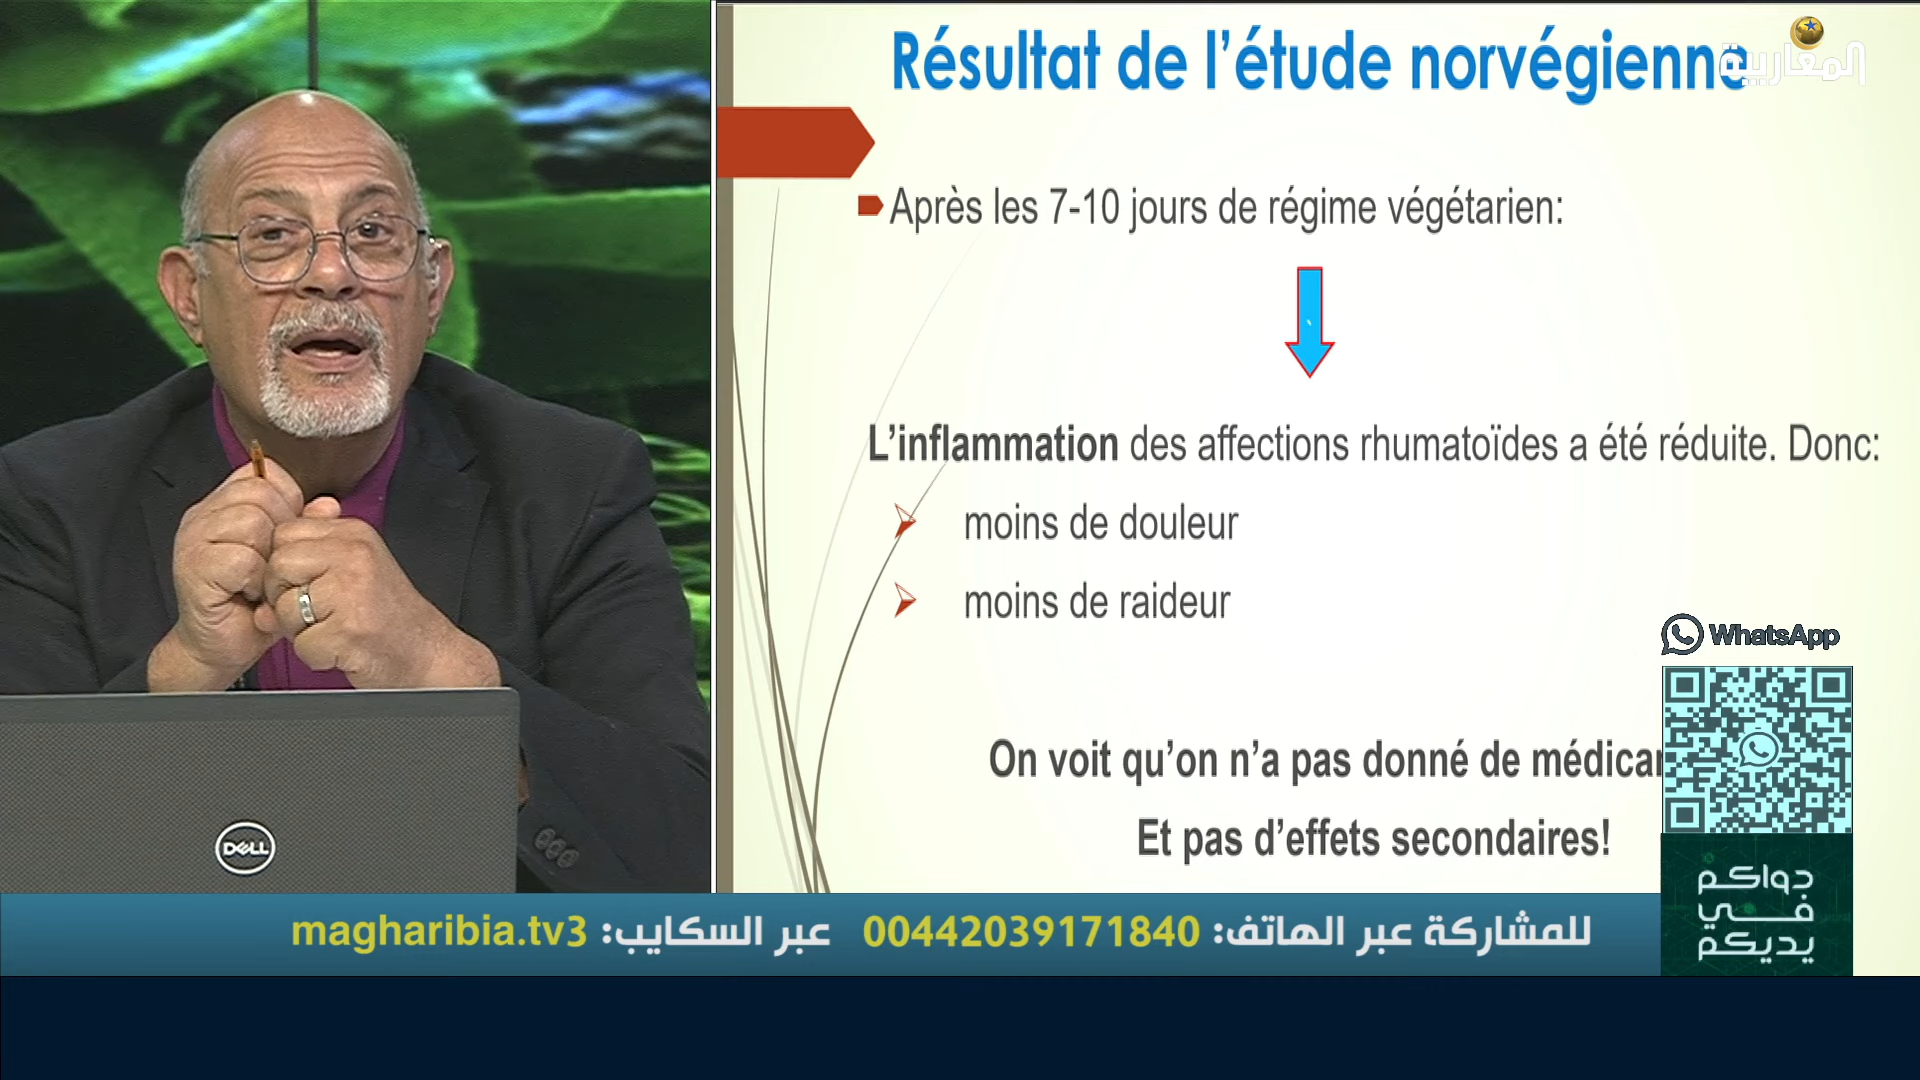 Résultat de l'étude norvégienne
المغاربية
Après les 7-10 jours de régime végétarien:
L'inflammation des affections rhumatoïdes a été réduite. Donc:
moins de douleur
moins de raideur
WhatsApp
On voit qu'on n'a pas donné de
Et pas d'effets secondaires!
DELL
للمشاركة عبر الهاتف: 00442039171840 عبر السكايب: magharibia.tv3
دواكم
في
يديكم